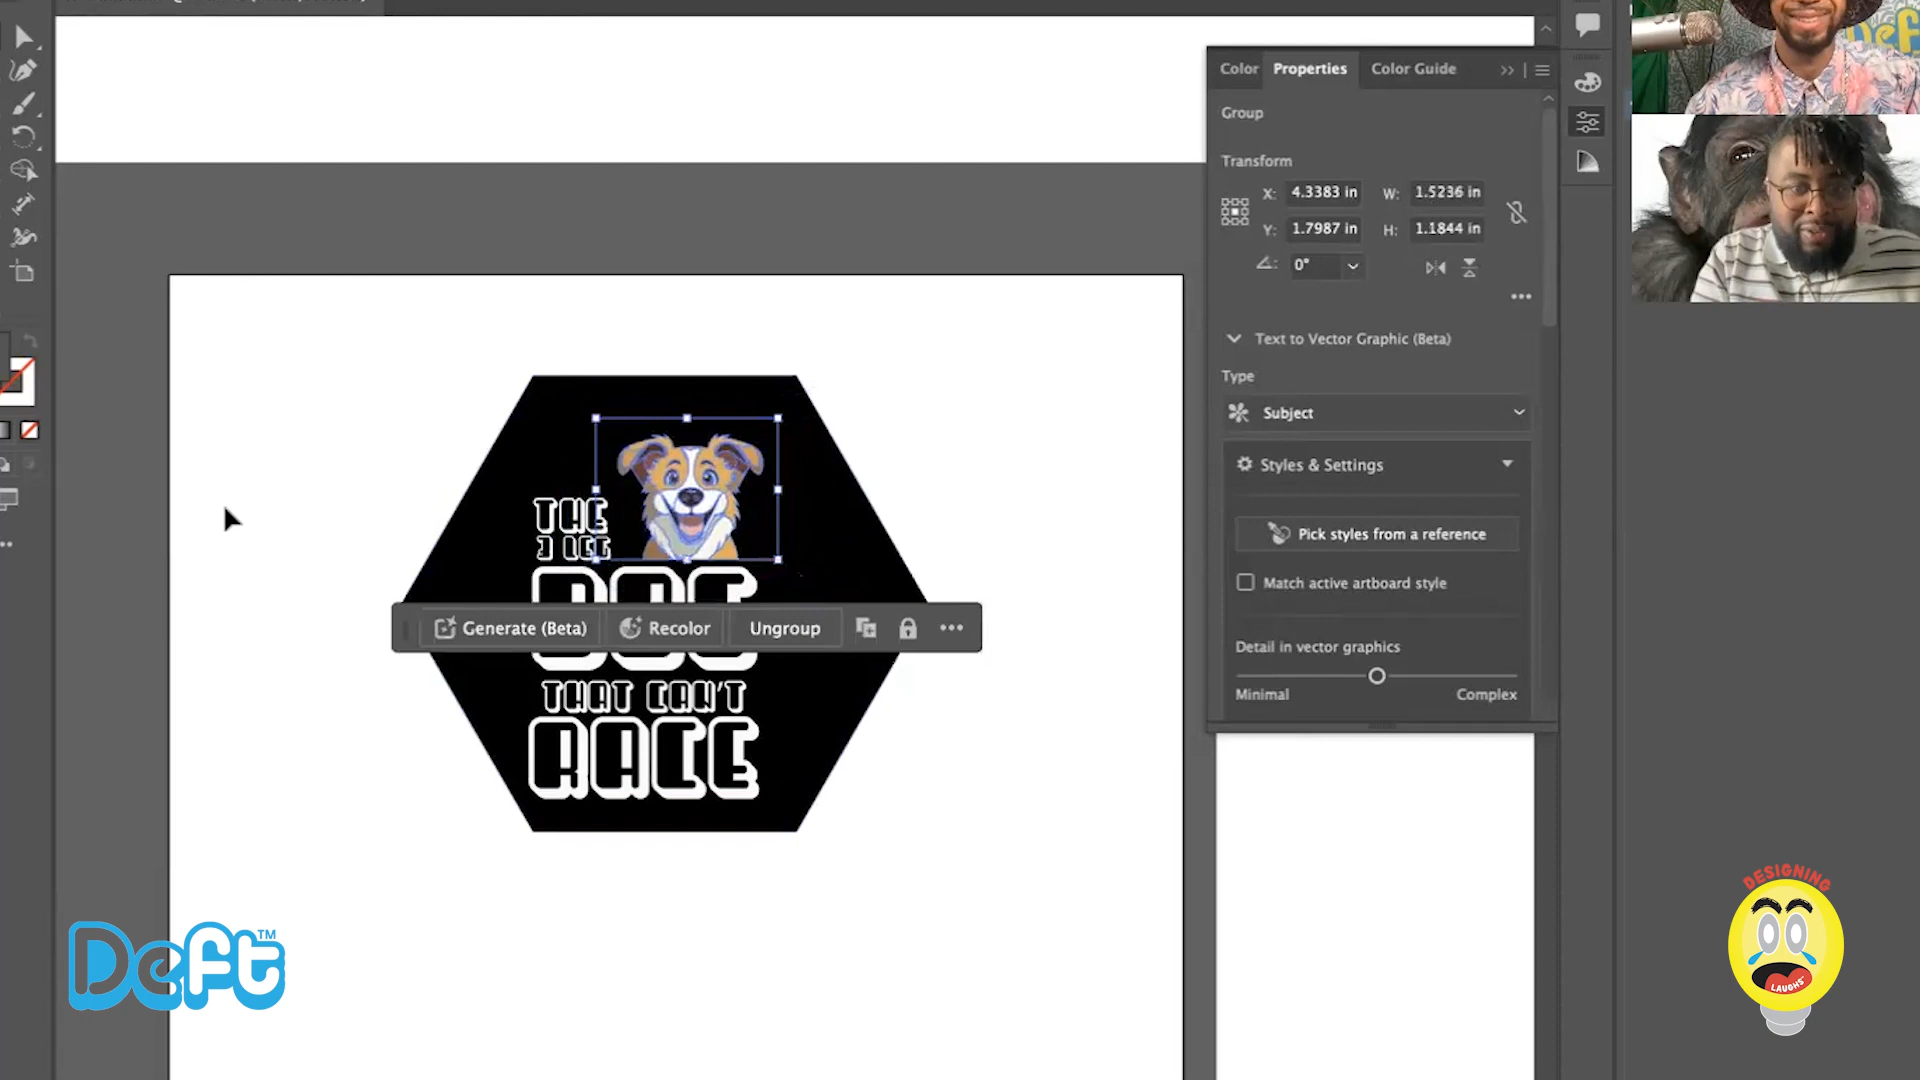 Color Properties Color Guide
Group
Transform
X: 4.3383 in W: 1.5236 in
Y: 1.7987 in H: 1.1844 in
0°
Text to Vector Graphic (Beta)
Type
Subject
Styles & Settings
Pick styles from a reference
Match active artboard style
Detail in vector graphics
Minimal Complex
THE
3 LEG
DOG
Generate (Beta) Recolor Ungroup
THAT CAN'T
RACE
Deft™
DESIGNING
LAUGHS
Deft